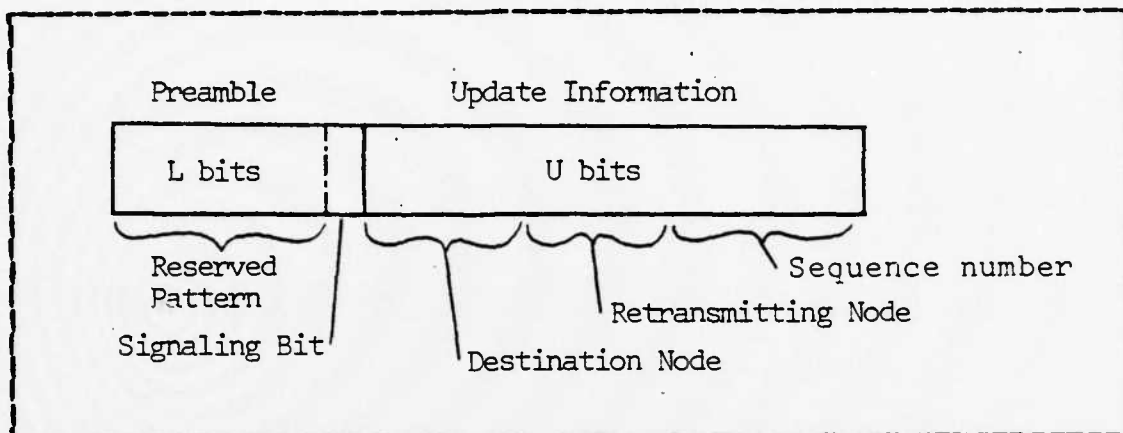 Preamble Update Information
L bits U bits
Reserved Pattern
Sequence number
Retransmitting Node
Signaling Bit
Destination Node